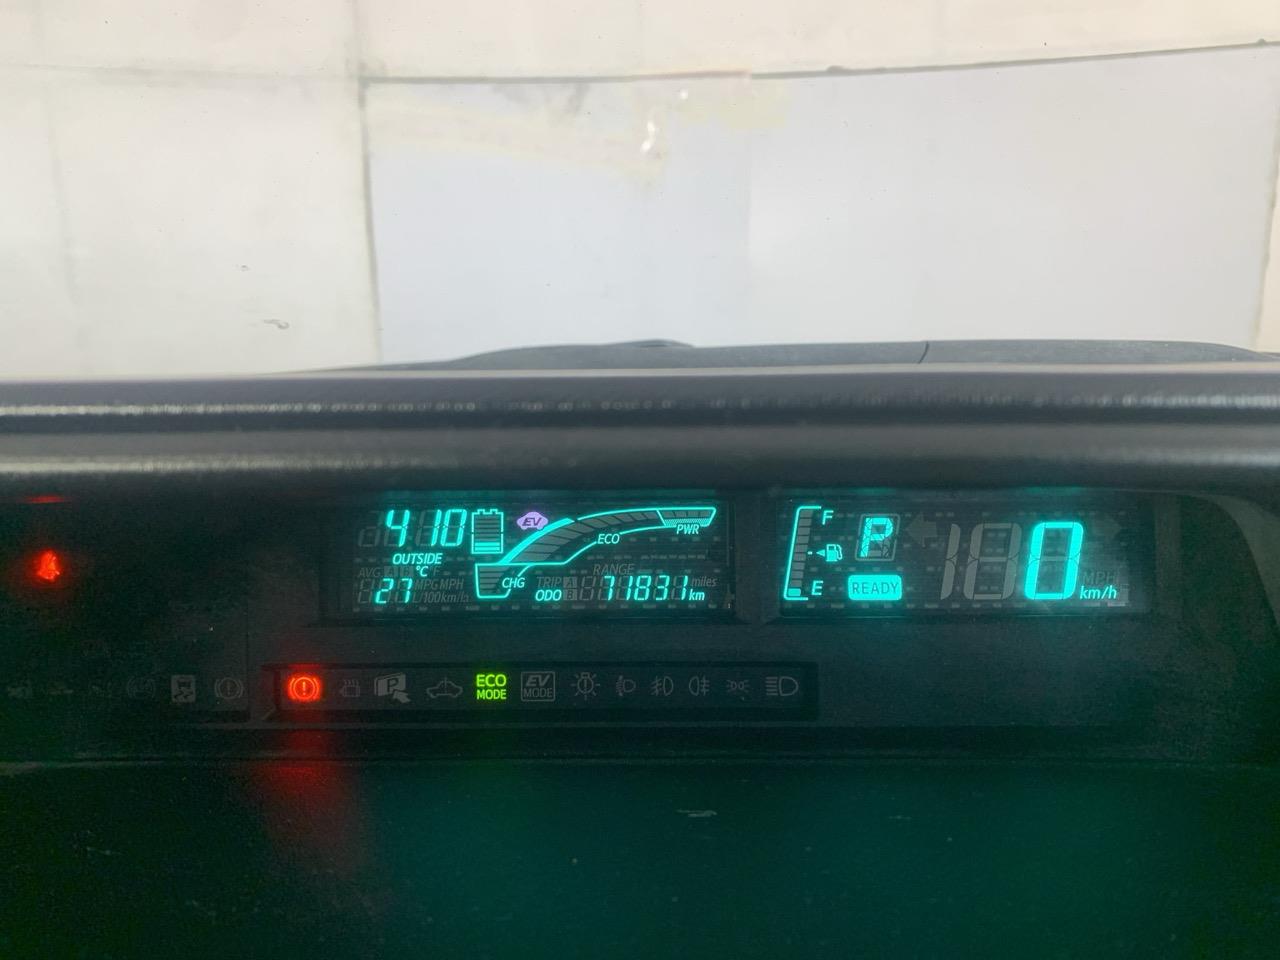 4 10
EV
OUTSIDE
°C
27
AVG A B F
MPG MPH
L/100km/h
ECO
PWR
CHG
RANGE
TRIP A
ODO B
71831
miles
km
F
E
P
READY
0
MPH
km/h
P
ECO
MODE
EV
MODE